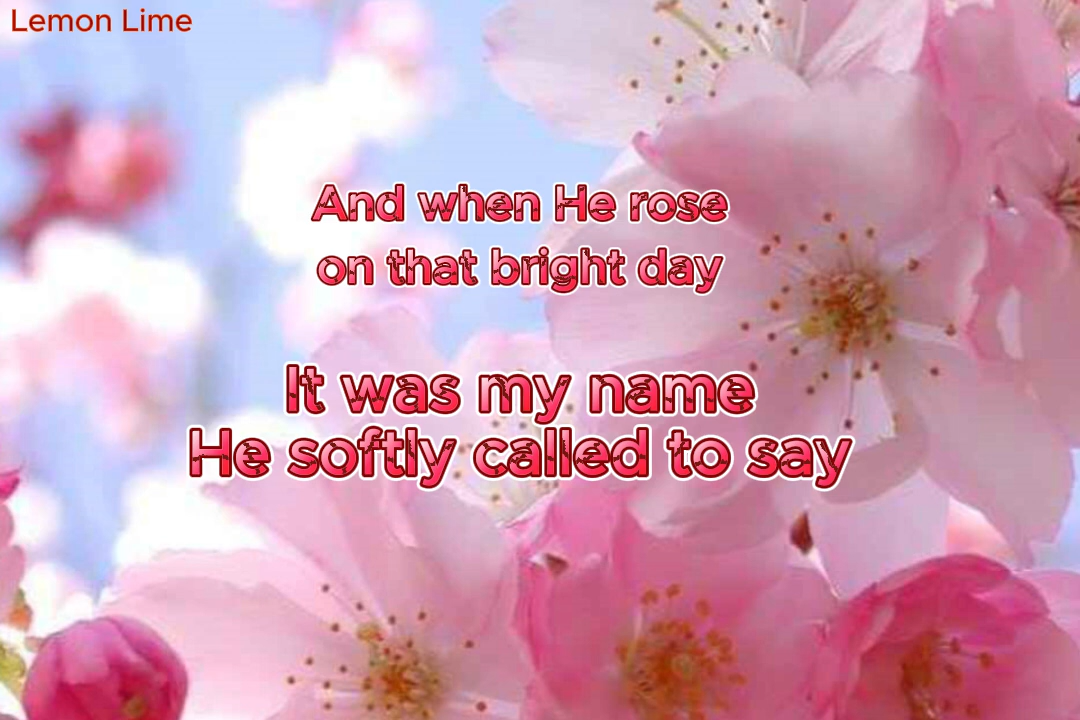 Lemon Lime
And when He rose
on that bright day
It was my name
He softly called to say